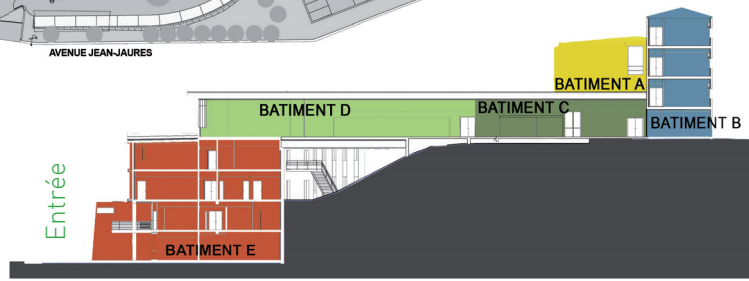 AVENUE JEAN-JAURES
BATIMENT A
BATIMENT D
BATIMENT C
BATIMENT B
Entrée
BATIMENT E